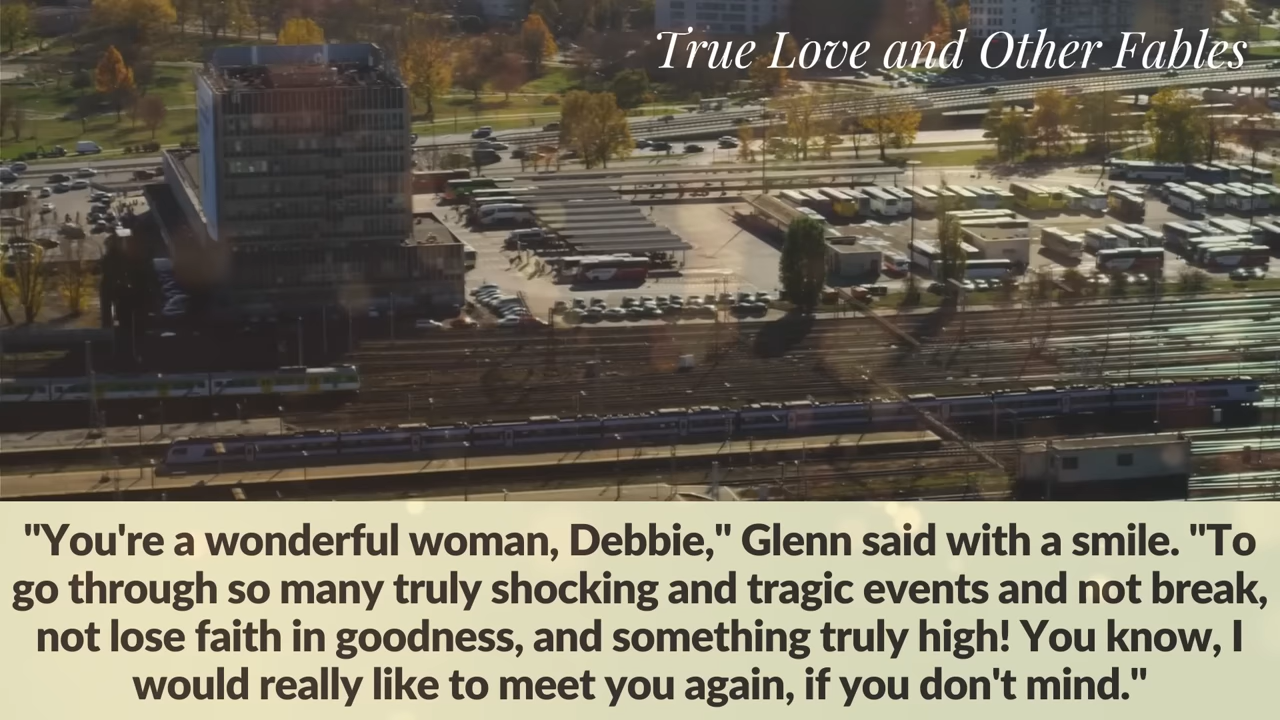 True Love and Other Fables
"You're a wonderful woman, Debbie," Glenn said with a smile. "To
go through so many truly shocking and tragic events and not break,
not lose faith in goodness, and something truly high! You know, I
would really like to meet you again, if you don't mind."